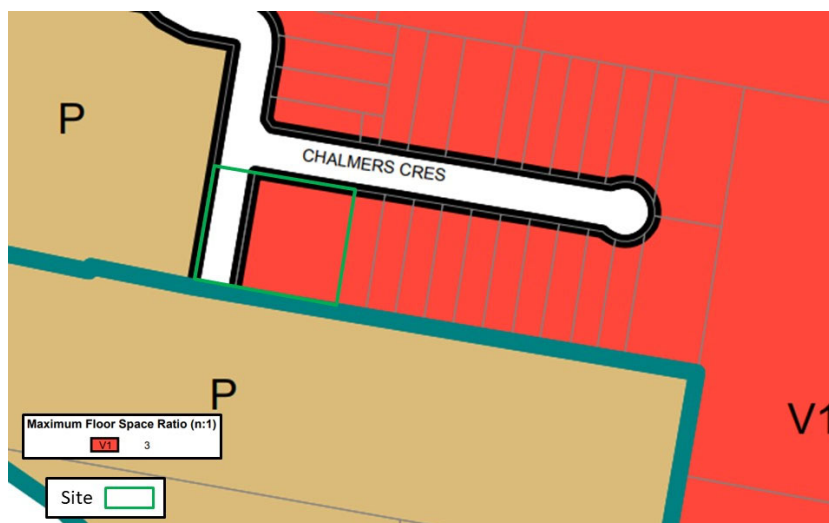 P
CHALMERS CRES
P
V1
Maximum Floor Space Ratio (n:1)
V1 3
Site